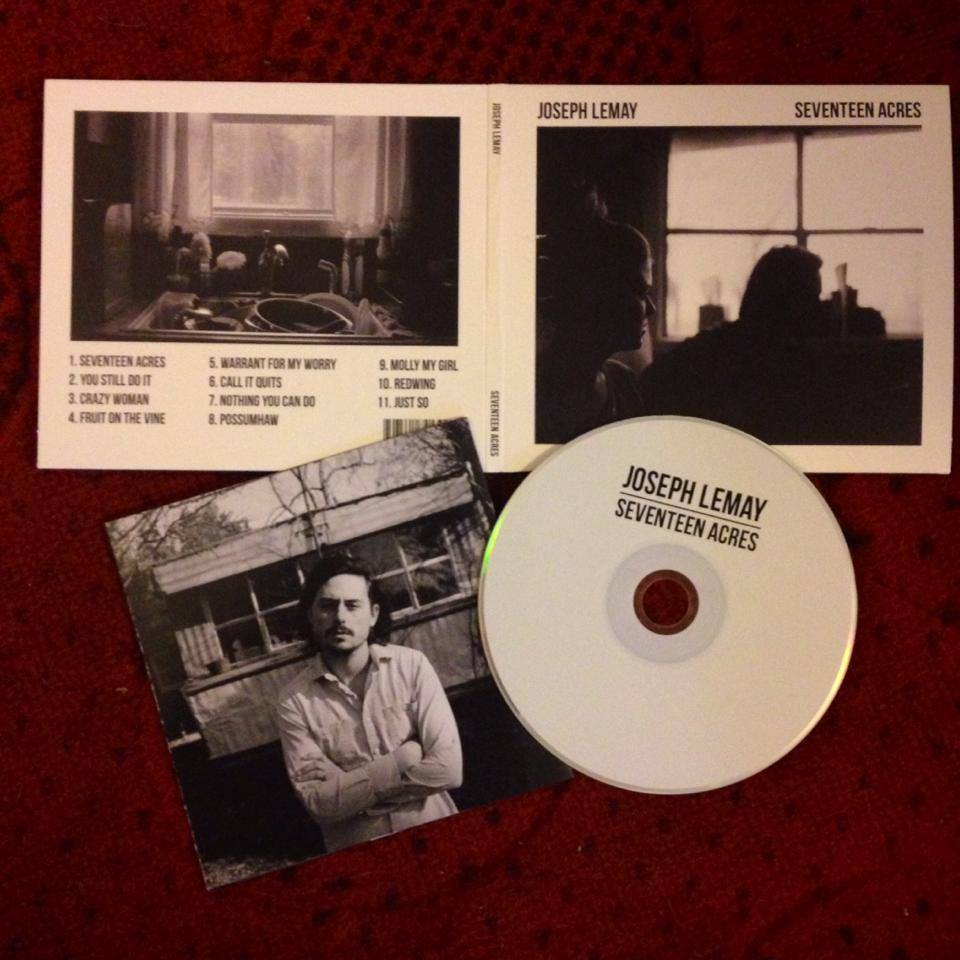 JOSEPH LEMAY
SEVENTEEN ACRES
JOSEPH LEMAY
SEVENTEEN ACRES
1. SEVENTEEN ACRES
2. YOU STILL DO IT
3. CRAZY WOMAN
4. FRUIT ON THE VINE
5. WARRANT FOR MY WORRY
6. CALL IT QUITS
7. NOTHING YOU CAN DO
8. POSSUMHAW
9. MOLLY MY GIRL
10. REDWING
11. JUST SO
JOSEPH LEMAY
SEVENTEEN ACRES